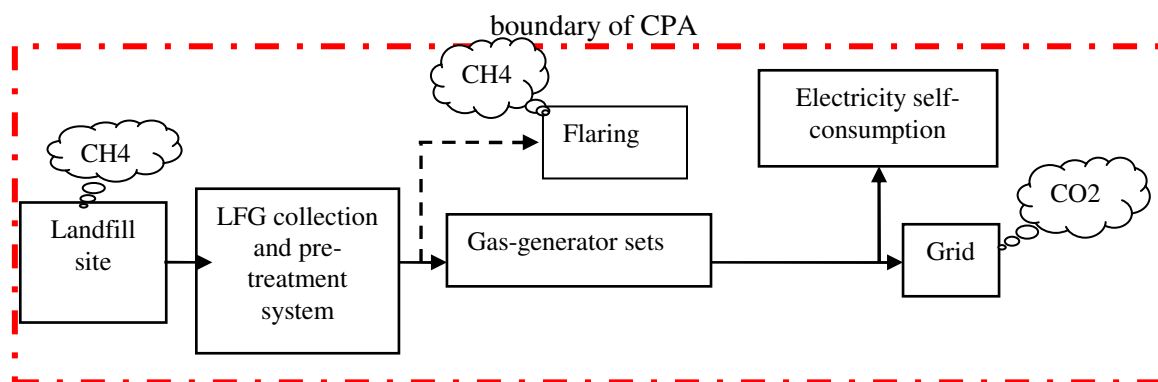 boundary of CPA
CH4
Flaring
Electricity self-
consumption
CH4
Landfill
site
LFG collection
and pre-
treatment
system
Gas-generator sets
Grid
CO2